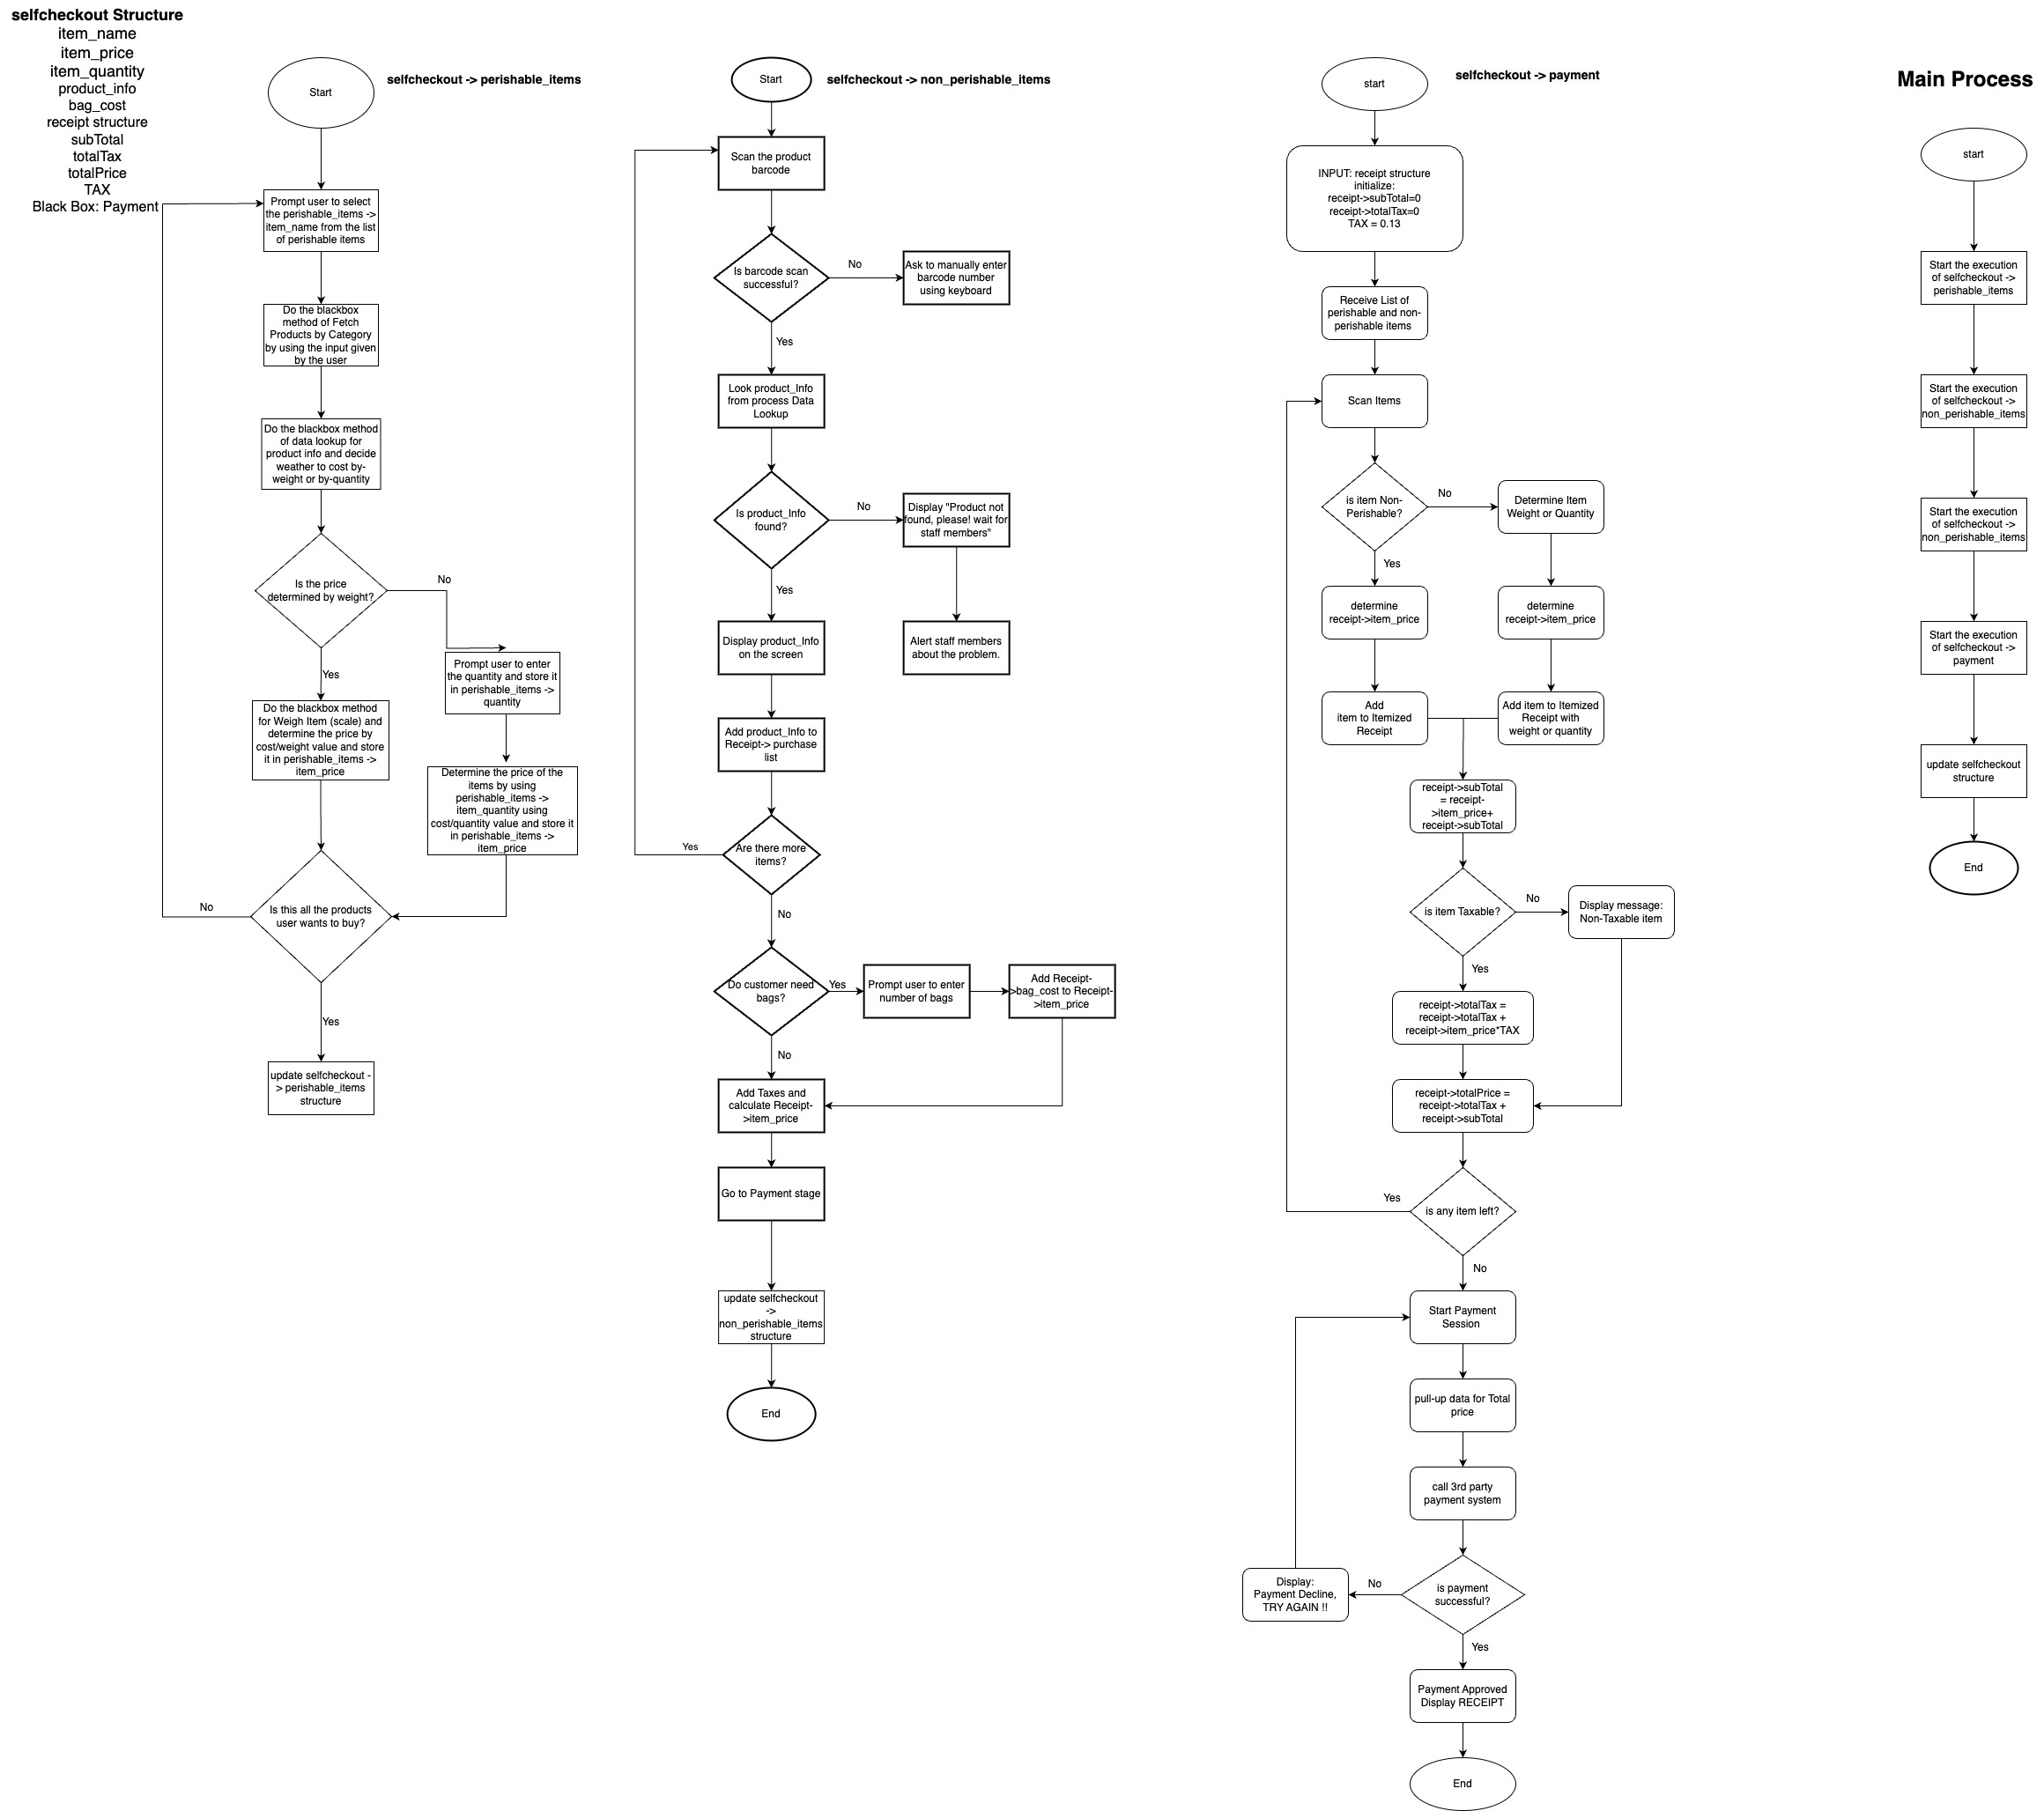 selfcheckout Structure
item_name
item_price
item_quantity
product_info
bag_cost
receipt structure
subTotal
totalTax
totalPrice
TAX
Black Box: Payment
selfcheckout -> perishable_items
Start
Prompt user to select
the perishable_items ->
item_name from the list
of perishable items
Do the blackbox
method of Fetch
Products by Category
by using the input given
by the user
Do the blackbox method
of data lookup for
product info and decide
weather to cost by-
weight or by-quantity
Is the price
determined by weight?
No
Yes
Prompt user to enter
the quantity and store it
in perishable_items ->
quantity
Do the blackbox method
for Weigh Item (scale) and
determine the price by
cost/weight value and store
it in perishable_items ->
item_price
Determine the price of the
items by using
perishable_items ->
item_quantity using
cost/quantity value and store it
in perishable_items ->
item_price
Is this all the products
user wants to buy?
No
Yes
update selfcheckout -
> perishable_items
structure
selfcheckout -> non_perishable_items
Start
Scan the product
barcode
Is barcode scan
successful?
No
Ask to manually enter
barcode number
using keyboard
Yes
Look product_Info
from process Data
Lookup
Is product_Info
found?
No
Display "Product not
found, please! wait for
staff members"
Yes
Alert staff members
about the problem.
Display product_Info
on the screen
Add product_Info to
Receipt-> purchase
list
Are there more
items?
Yes
No
Do customer need
bags?
Yes
Prompt user to enter
number of bags
Add Receipt-
>bag_cost to Receipt-
>item_price
No
Add Taxes and
calculate Receipt-
>item_price
Go to Payment stage
update selfcheckout
->
non_perishable_items
structure
End
selfcheckout -> payment
start
INPUT: receipt structure
initialize:
receipt->subTotal=0
receipt->totalTax=0
TAX = 0.13
Receive List of
perishable and non-
perishable items
Scan Items
is item Non-
Perishable?
No
Determine Item
Weight or Quantity
Yes
determine
receipt->item_price
determine
receipt->item_price
Add
item to Itemized
Receipt
Add item to Itemized
Receipt with
weight or quantity
receipt->subTotal
= receipt-
>item_price+
receipt->subTotal
is item Taxable?
No
Display message:
Non-Taxable item
Yes
receipt->totalTax =
receipt->totalTax +
receipt->item_price*TAX
receipt->totalPrice =
receipt->totalTax +
receipt->subTotal
is any item left?
Yes
No
Start Payment
Session
pull-up data for Total
price
call 3rd party
payment system
is payment
successful?
No
Display:
Payment Decline,
TRY AGAIN !!
Yes
Payment Approved
Display RECEIPT
End
Main Process
start
Start the execution
of selfcheckout ->
perishable_items
Start the execution
of selfcheckout ->
non_perishable_items
Start the execution
of selfcheckout ->
non_perishable_items
Start the execution
of selfcheckout ->
payment
update selfcheckout
structure
End